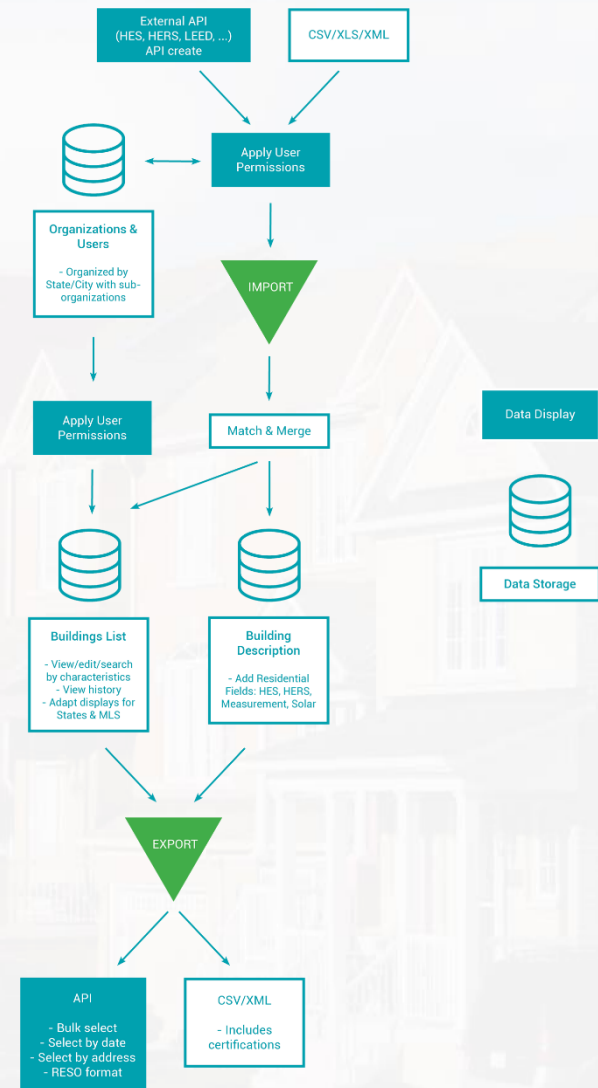 External API
(HES, HERS, LEED, ...)
API create
CSV/XLS/XML
Apply User
Permissions
Organizations &
Users
- Organized by
State/City with sub-
organizations
IMPORT
Apply User
Permissions
Match & Merge
Data Display
Data Storage
Buildings List
- View/edit/search
by characteristics
- View history
- Adapt displays for
States & MLS
Building
Description
- Add Residential
Fields: HES, HERS,
Measurement, Solar
EXPORT
API
- Bulk select
- Select by date
- Select by address
- RESO format
CSV/XML
- Includes
certifications